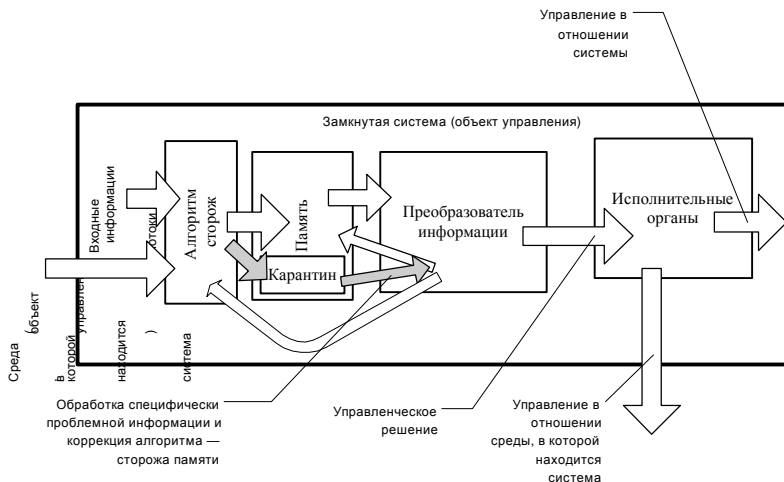 Управление в
отношении
системы
Замкнутая система (объект управления)
Входные
информации
отоки
Алгоритм
сторож
Память
Карантин
Преобразователь
информации
Исполнительные
органы
Среда (объект
управлен
в
которой
находится
)
система
Обработка специфически
проблемной информации и
коррекция алгоритма —
сторожа памяти
Управленческое
решение
Управление в
отношении
среды, в которой
находится
система